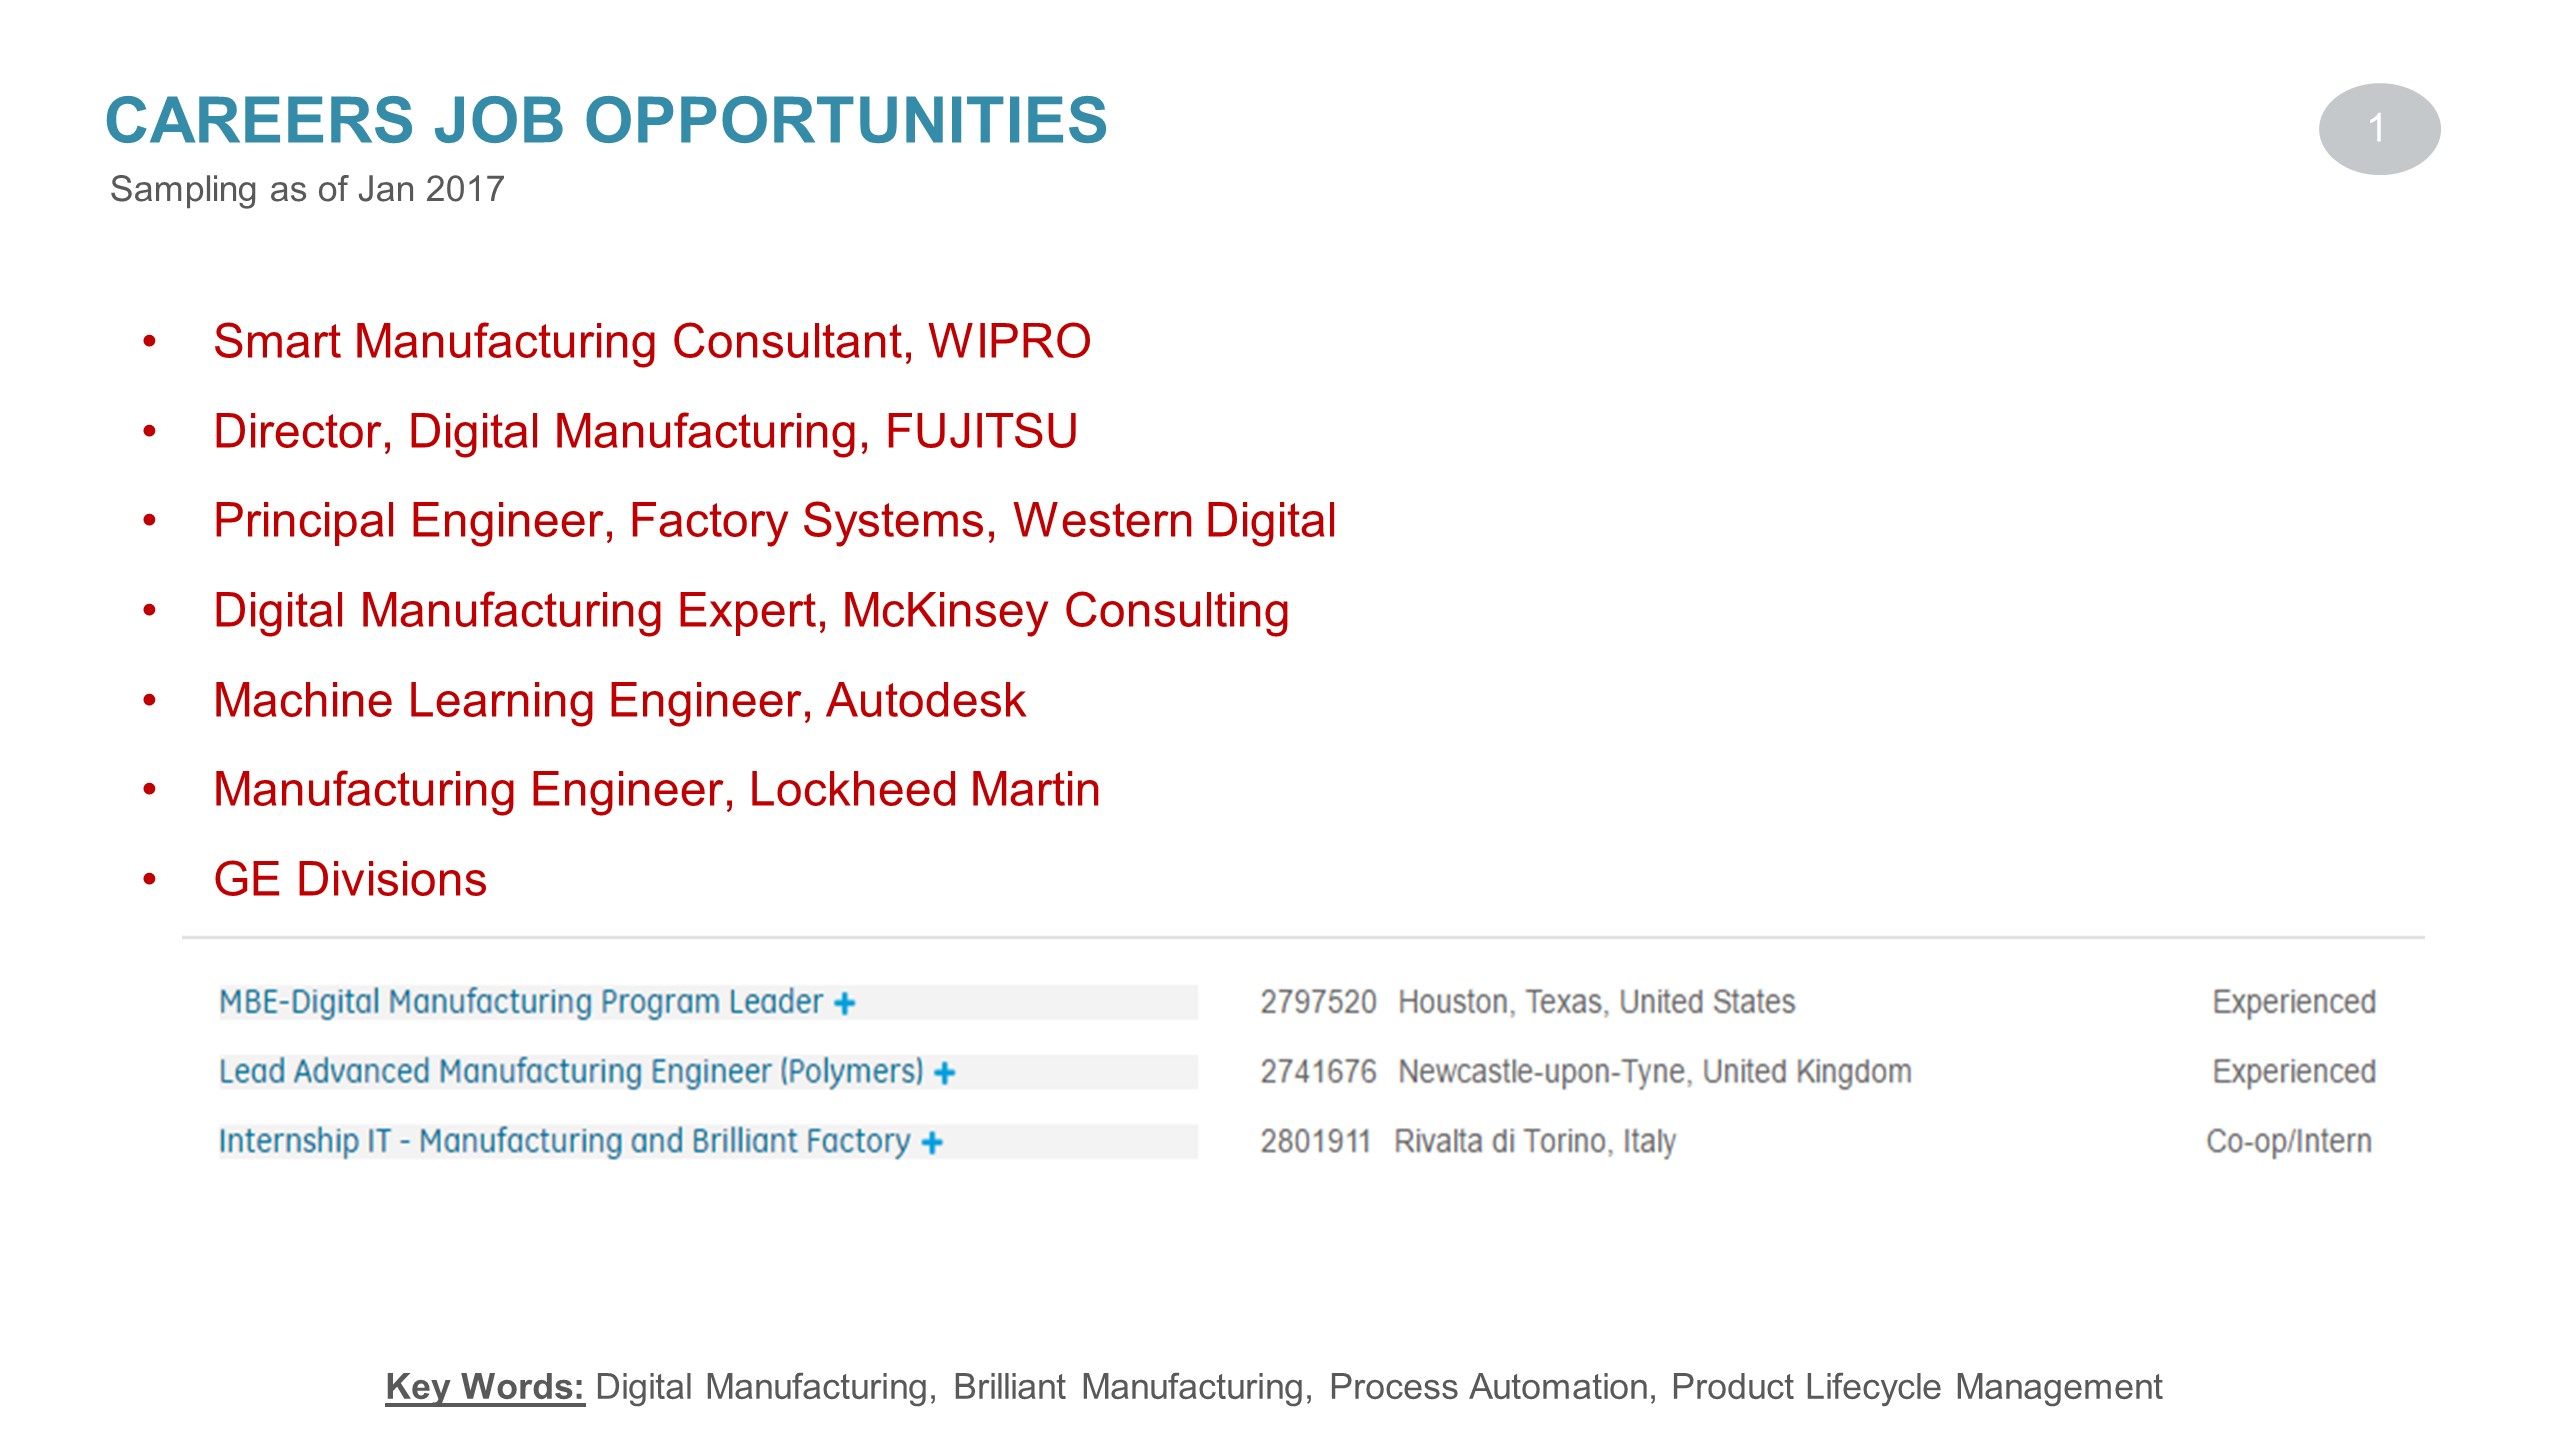 CAREERS JOB OPPORTUNITIES
1
Sampling as of Jan 2017
• Smart Manufacturing Consultant, WIPRO
• Director, Digital Manufacturing, FUJITSU
• Principal Engineer, Factory Systems, Western Digital
• Digital Manufacturing Expert, McKinsey Consulting
• Machine Learning Engineer, Autodesk
• Manufacturing Engineer, Lockheed Martin
• GE Divisions
MBE-Digital Manufacturing Program Leader + 2797520 Houston, Texas, United States Experienced
Lead Advanced Manufacturing Engineer (Polymers) + 2741676 Newcastle-upon-Tyne, United Kingdom Experienced
Internship IT - Manufacturing and Brilliant Factory + 2801911 Rivalta di Torino, Italy Co-op/Intern
Key Words: Digital Manufacturing, Brilliant Manufacturing, Process Automation, Product Lifecycle Management